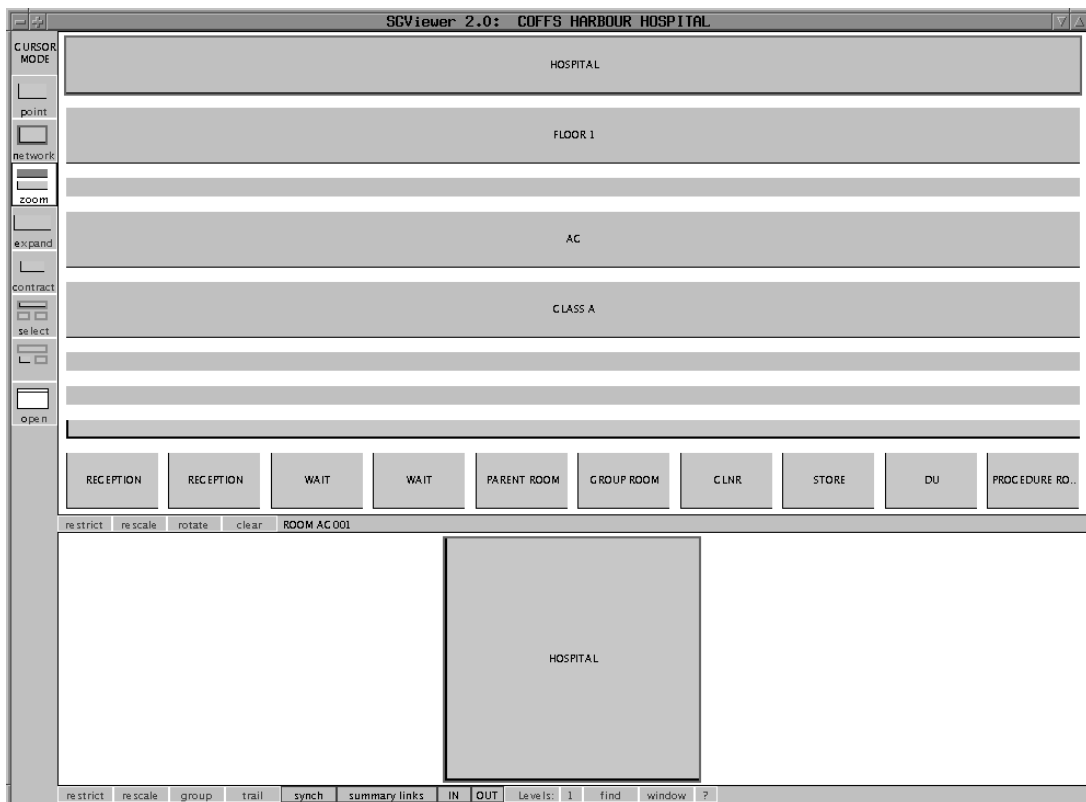 SGViewer 2.0: COFFS HARBOUR HOSPITAL
CURSOR
MODE
point
network
zoom
expand
contract
select
open
HOSPITAL
FLOOR 1
AC
CLASS A
RECEPTION RECEPTION WAIT WAIT PARENT ROOM GROUP ROOM CLNR STORE DU PROCEDURE RO..
restrict rescale rotate clear ROOM AC 001
HOSPITAL
restrict rescale group trail synch summary links IN OUT Levels: 1 find window ?